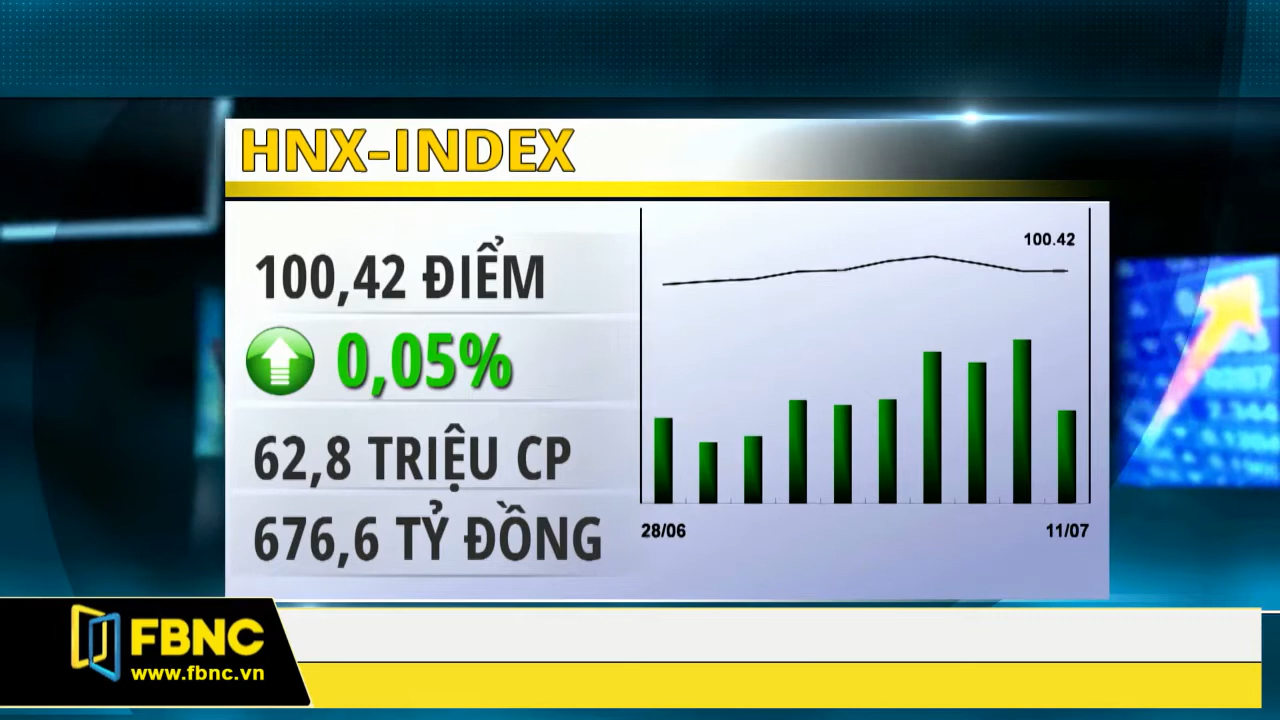 HNX-INDEX
100,42 ĐIỂM
0,05%
62,8 TRIỆU CP
676,6 TỶ ĐỒNG
100.42
28/06
11/07
FBNC
www.fbnc.vn